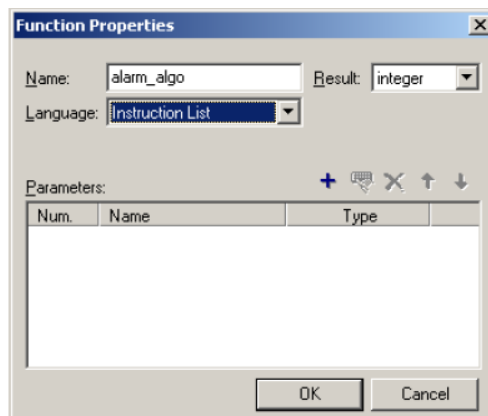 Function Properties
Name: alarm_algo Result: integer
Language: Instruction List
Parameters:
Num. Name Type
OK Cancel